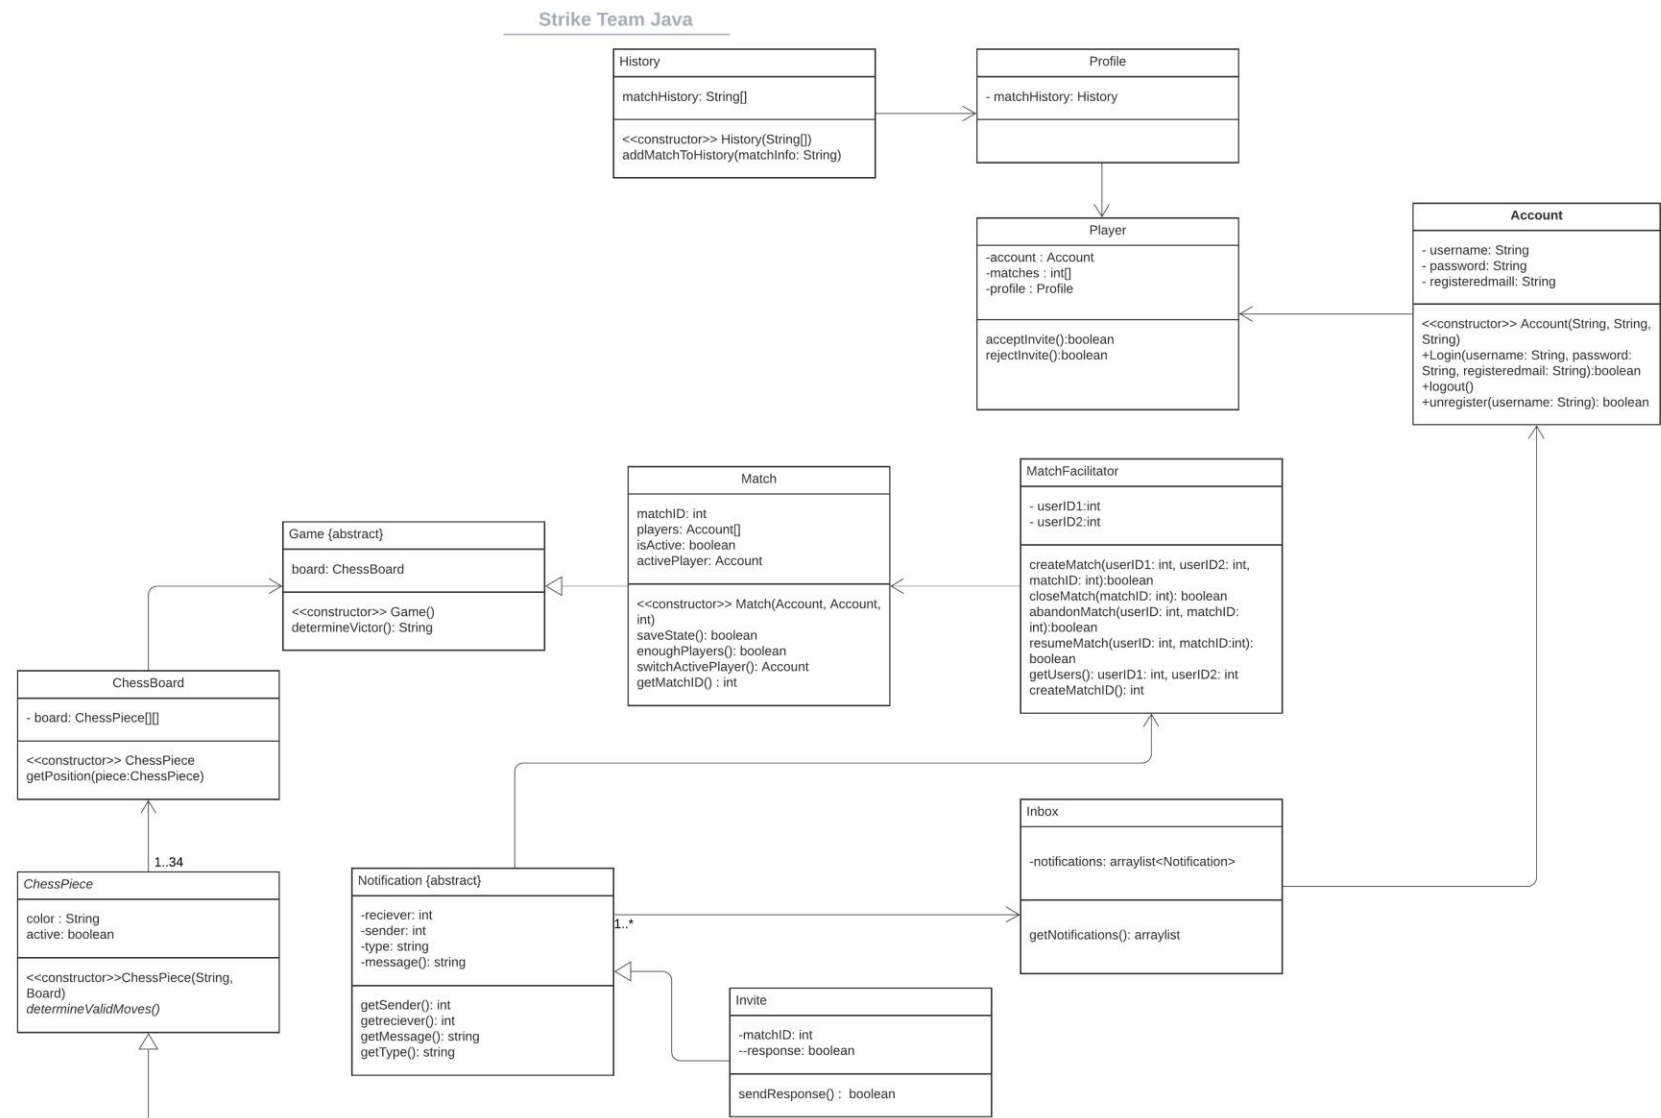 Strike Team Java
History
matchHistory: String[]
<<constructor>> History(String[])
addMatchToHistory(matchInfo: String)
Profile
- matchHistory: History
Player
-account : Account
-matches : int[]
-profile : Profile
acceptInvite():boolean
rejectInvite():boolean
Account
- username: String
- password: String
- registeredmaill: String
<<constructor>> Account(String, String,
String)
+Login(username: String, password:
String, registeredmail: String):boolean
+logout()
+unregister(username: String): boolean
Game {abstract}
board: ChessBoard
<<constructor>> Game()
determineVictor(): String
Match
matchID: int
players: Account[]
isActive: boolean
activePlayer: Account
<<constructor>> Match(Account, Account,
int)
saveState(): boolean
enoughPlayers(): boolean
switchActivePlayer(): Account
getMatchID() : int
MatchFacilitator
- userID1:int
- userID2:int
createMatch(userID1: int, userID2: int,
matchID: int):boolean
closeMatch(matchID: int): boolean
abandonMatch(userID: int, matchID:
int):boolean
resumeMatch(userID: int, matchID:int):
boolean
getUsers(): userID1: int, userID2: int
createMatchID(): int
ChessBoard
- board: ChessPiece[][]
<<constructor>> ChessPiece
getPosition(piece:ChessPiece)
1..34
ChessPiece
color : String
active: boolean
<<constructor>>ChessPiece(String,
Board)
determineValidMoves()
Notification {abstract}
-reciever: int
-sender: int
-type: string
-message(): string
getSender(): int
getreciever(): int
getMessage(): string
getType(): string
1..*
Inbox
-notifications: arraylist<Notification>
getNotifications(): arraylist
Invite
-matchID: int
--response: boolean
sendResponse() :  boolean